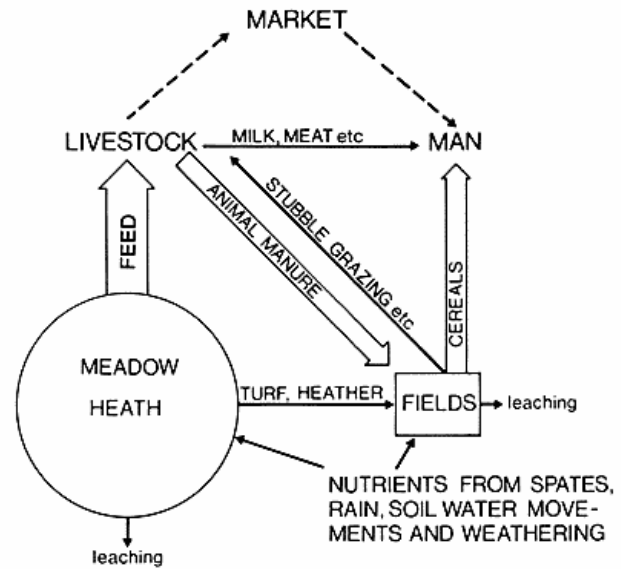 MARKET
LIVESTOCK
MILK, MEAT etc
MAN
FEED
ANIMAL MANURE
STUBBLE GRAZING etc
CEREALS
MEADOW
HEATH
TURF, HEATHER
FIELDS
leaching
NUTRIENTS FROM SPATES,
RAIN, SOIL WATER MOVE-
MENTS AND WEATHERING
leaching